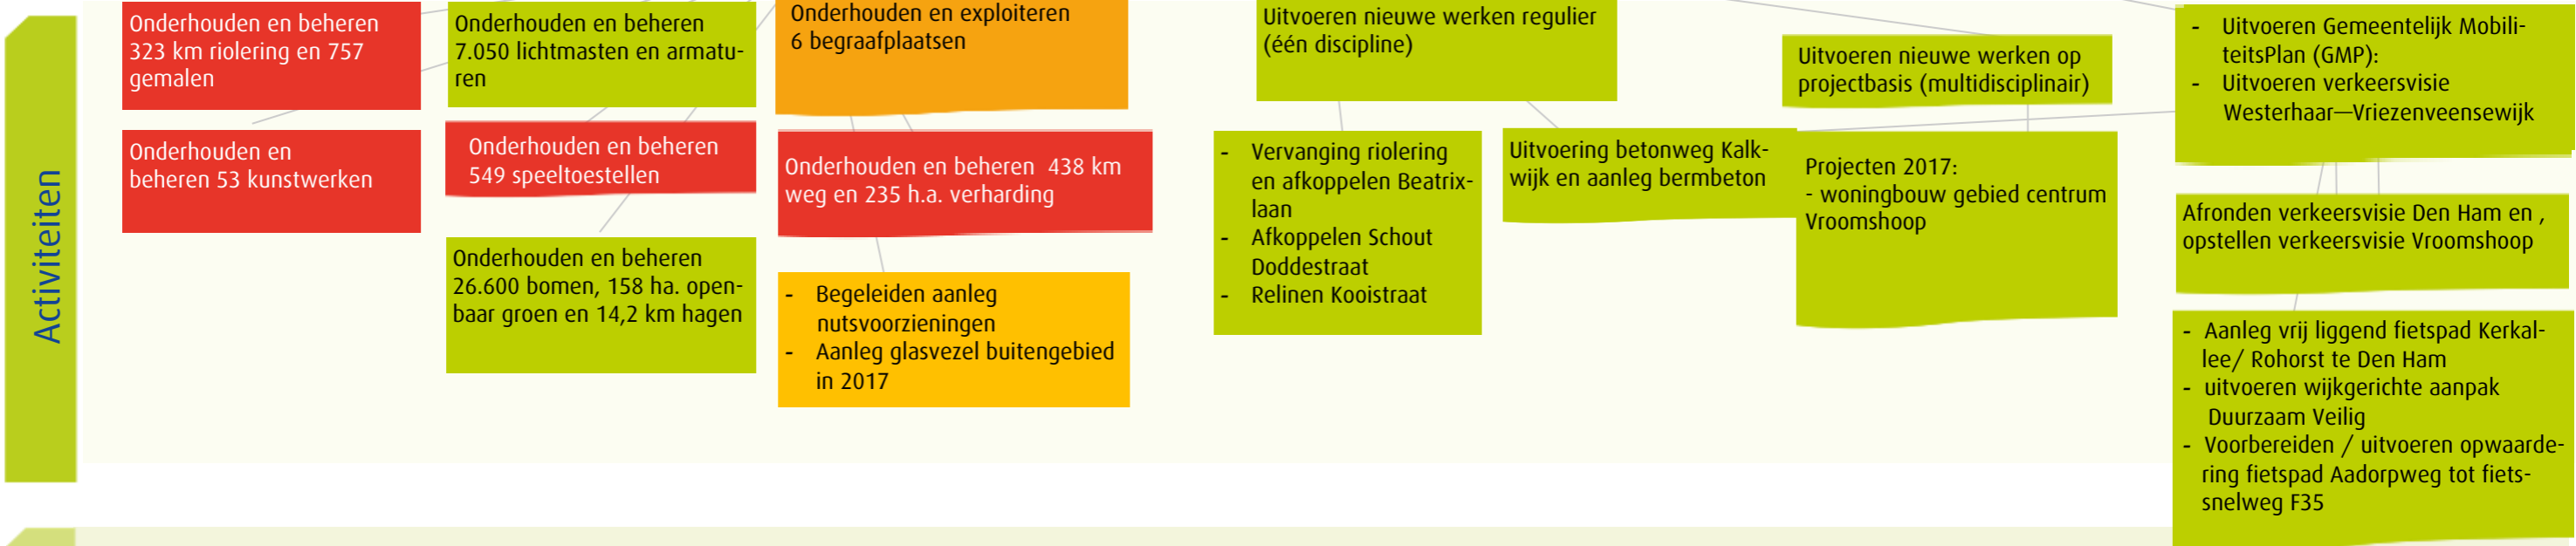 Activiteiten
Onderhouden en beheren
323 km riolering en 757
gemalen
Onderhouden en
beheren 53 kunstwerken
Onderhouden en beheren
7.050 lichtmasten en armatu-
ren
Onderhouden en beheren
549 speeltoestellen
Onderhouden en beheren
26.600 bomen, 158 ha. open-
baar groen en 14,2 km hagen
Onderhouden en exploiteren
6 begraafplaatsen
Onderhouden en beheren 438 km
weg en 235 h.a. verharding
- Begeleiden aanleg
nutsvoorzieningen
- Aanleg glasvezel buitengebied
in 2017
Uitvoeren nieuwe werken regulier
(één discipline)
- Vervanging riolering
en afkoppelen Beatrix-
laan
- Afkoppelen Schout
Doddestraat
- Relinen Kooistraat
Uitvoering betonweg Kalk-
wijk en aanleg bermbeton
Uitvoeren nieuwe werken op
projectbasis (multidisciplinair)
Projecten 2017:
- woningbouw gebied centrum
Vroomshoop
- Uitvoeren Gemeentelijk Mobili-
teitsPlan (GMP):
- Uitvoeren verkeersvisie
Westerhaar—Vriezenveensewijk
Afronden verkeersvisie Den Ham en ,
opstellen verkeersvisie Vroomshoop
- Aanleg vrij liggend fietspad Kerkal-
lee/ Rohorst te Den Ham
- uitvoeren wijkgerichte aanpak
Duurzaam Veilig
- Voorbereiden / uitvoeren opwaarde-
ring fietspad Aadorpweg tot fiets-
snelweg F35